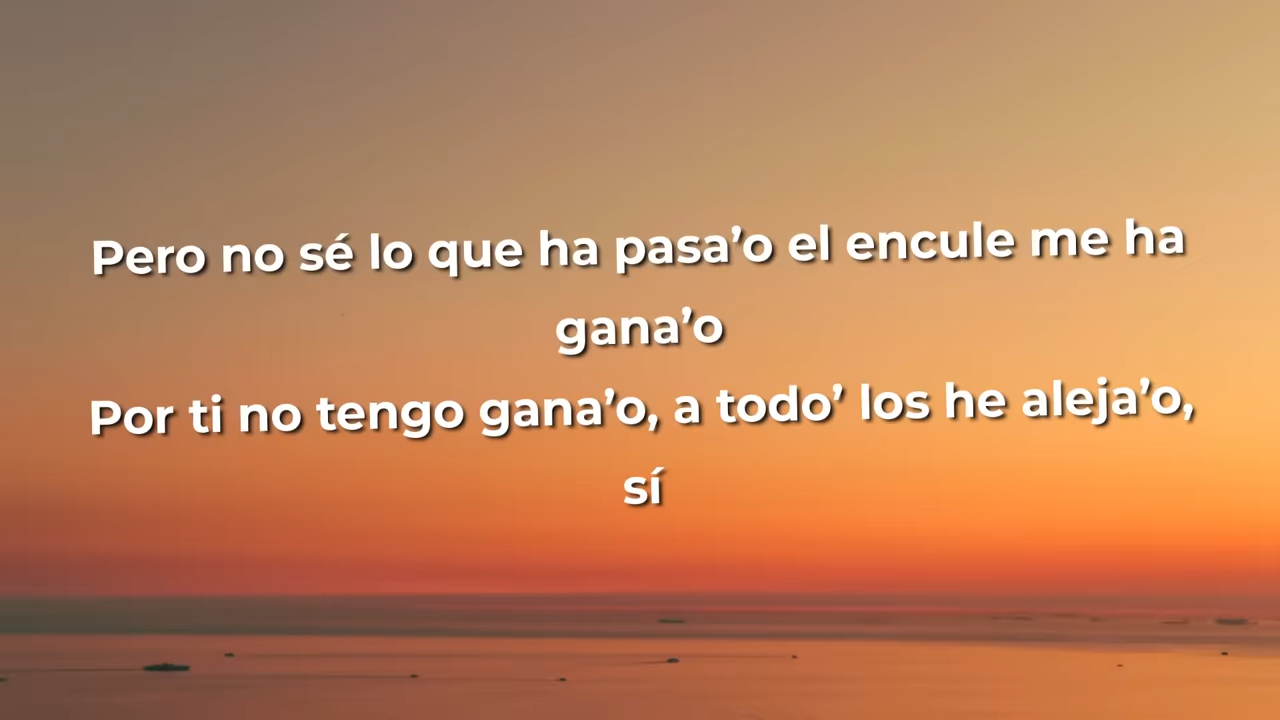 Pero no sé lo que ha pasa’o el encule me ha
gana’o
Por ti no tengo gana’o, a todo’ los he aleja’o,
sí